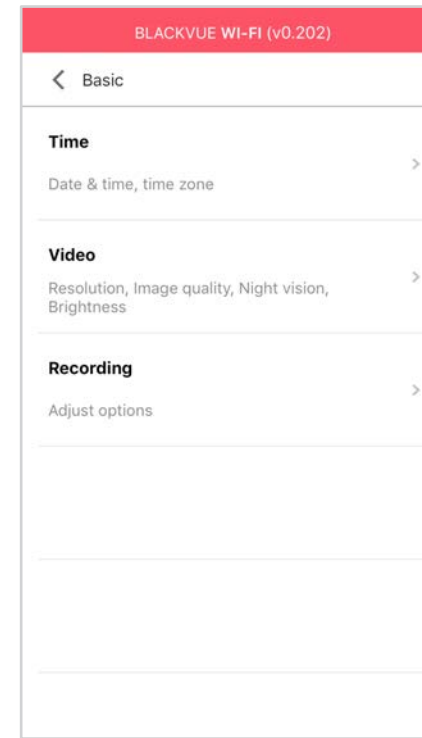 BLACKVUE WI-FI (v0.202)
Basic
Time
Date & time, time zone
Video
Resolution, Image quality, Night vision,
Brightness
Recording
Adjust options